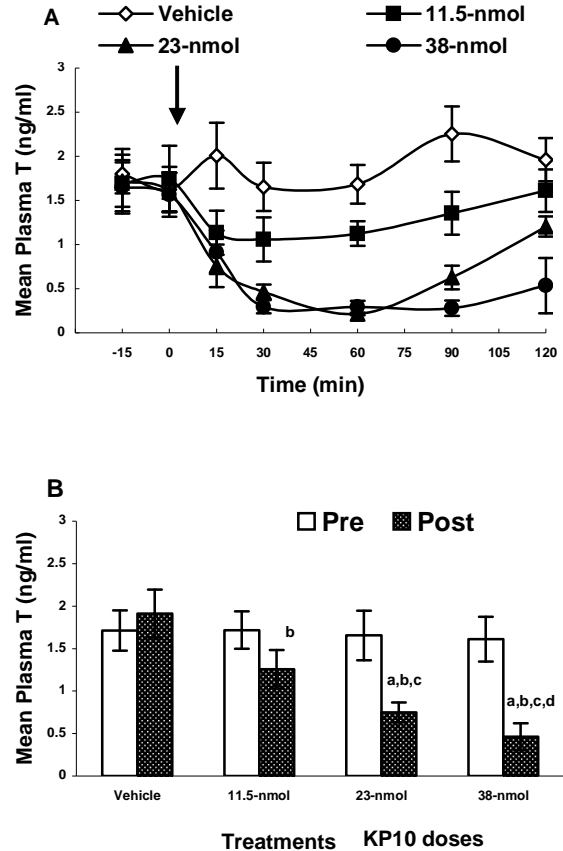 A
Vehicle 11.5-nmol
23-nmol 38-nmol
Mean Plasma T (ng/ml)
3
2.5
2
1.5
1
0.5
0
-15 0 15 30 45 60 75 90 105 120
Time (min)
B
Pre Post
Mean Plasma T (ng/ml)
3
2.5
2
1.5
1
0.5
0
b
a,b,c
a,b,c,d
Vehicle 11.5-nmol 23-nmol 38-nmol
Treatments KP10 doses